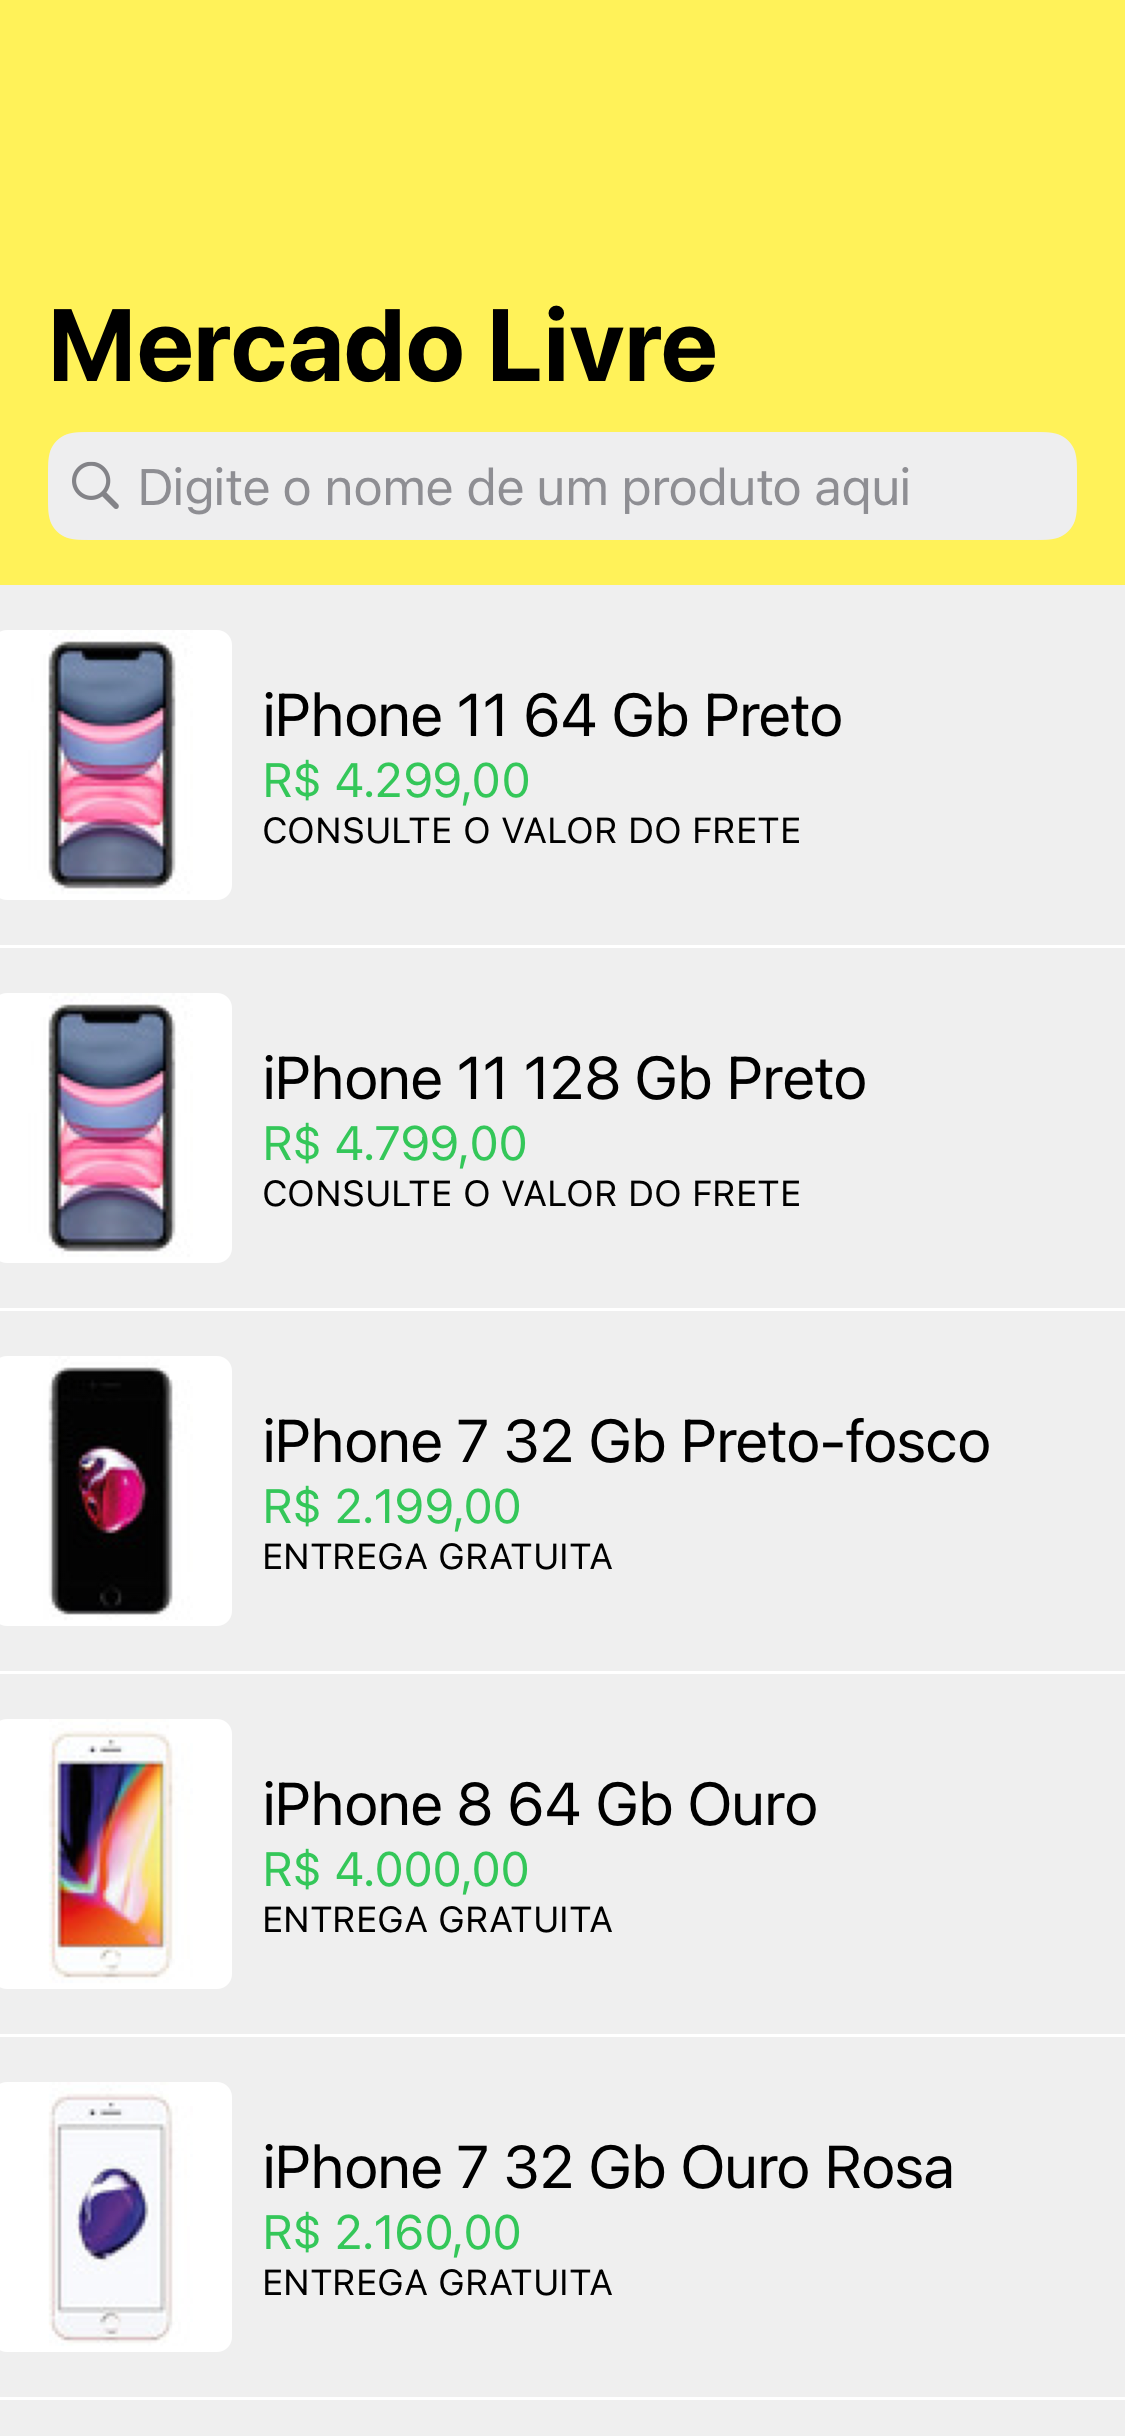 Mercado Livre
Digite o nome de um produto aqui
iPhone 11 64 Gb Preto
R$ 4.299,00
CONSULTE O VALOR DO FRETE
iPhone 11 128 Gb Preto
R$ 4.799,00
CONSULTE O VALOR DO FRETE
iPhone 7 32 Gb Preto-fosco
R$ 2.199,00
ENTREGA GRATUITA
iPhone 8 64 Gb Ouro
R$ 4.000,00
ENTREGA GRATUITA
iPhone 7 32 Gb Ouro Rosa
R$ 2.160,00
ENTREGA GRATUITA